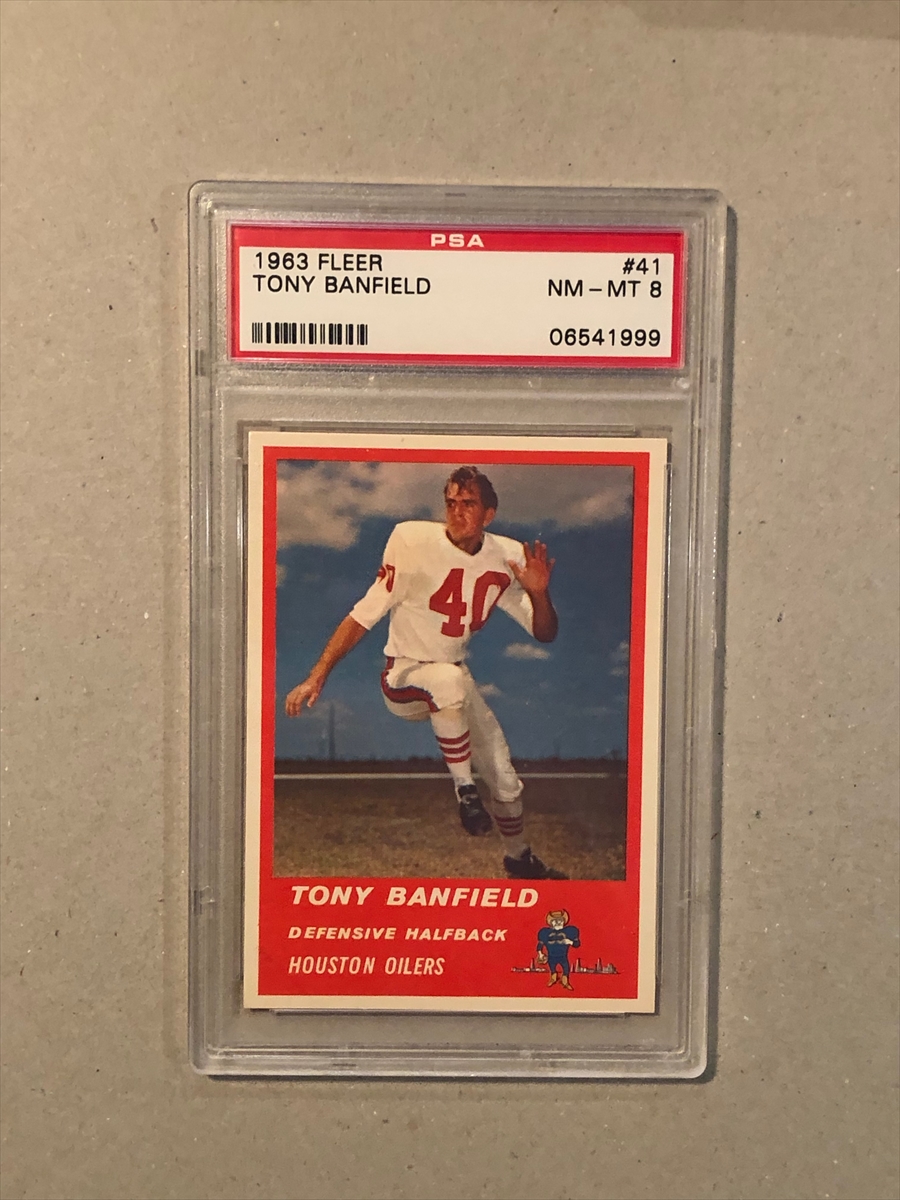 PSA
1963 FLEER #41
TONY BANFIELD NM - MT 8
06541999
40
TONY BANFIELD
DEFENSIVE HALFBACK
HOUSTON OILERS